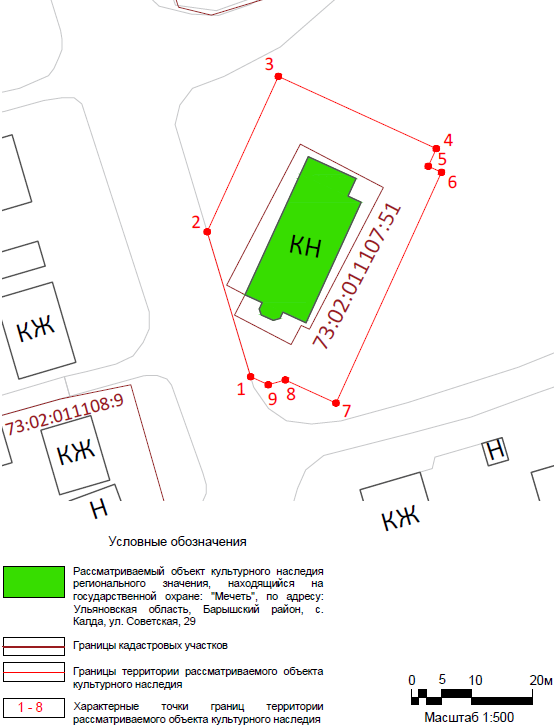 3
4
5
6
2
КН
73:02:011107:51
КЖ
1
9
8
7
73:02:011108:9
КЖ
Н
Н
КЖ
Условные обозначения
Рассматриваемый объект культурного наследия
регионального значения, находящийся на
государственной охране: "Мечеть", по адресу:
Ульяновская область, Барышский район, с.
Калда, ул. Советская, 29
Границы кадастровых участков
Границы территории рассматриваемого объекта
культурного наследия
1 - 8
Характерные точки границ территории
рассматриваемого объекта культурного наследия
0 5 10 20м
Масштаб 1:500